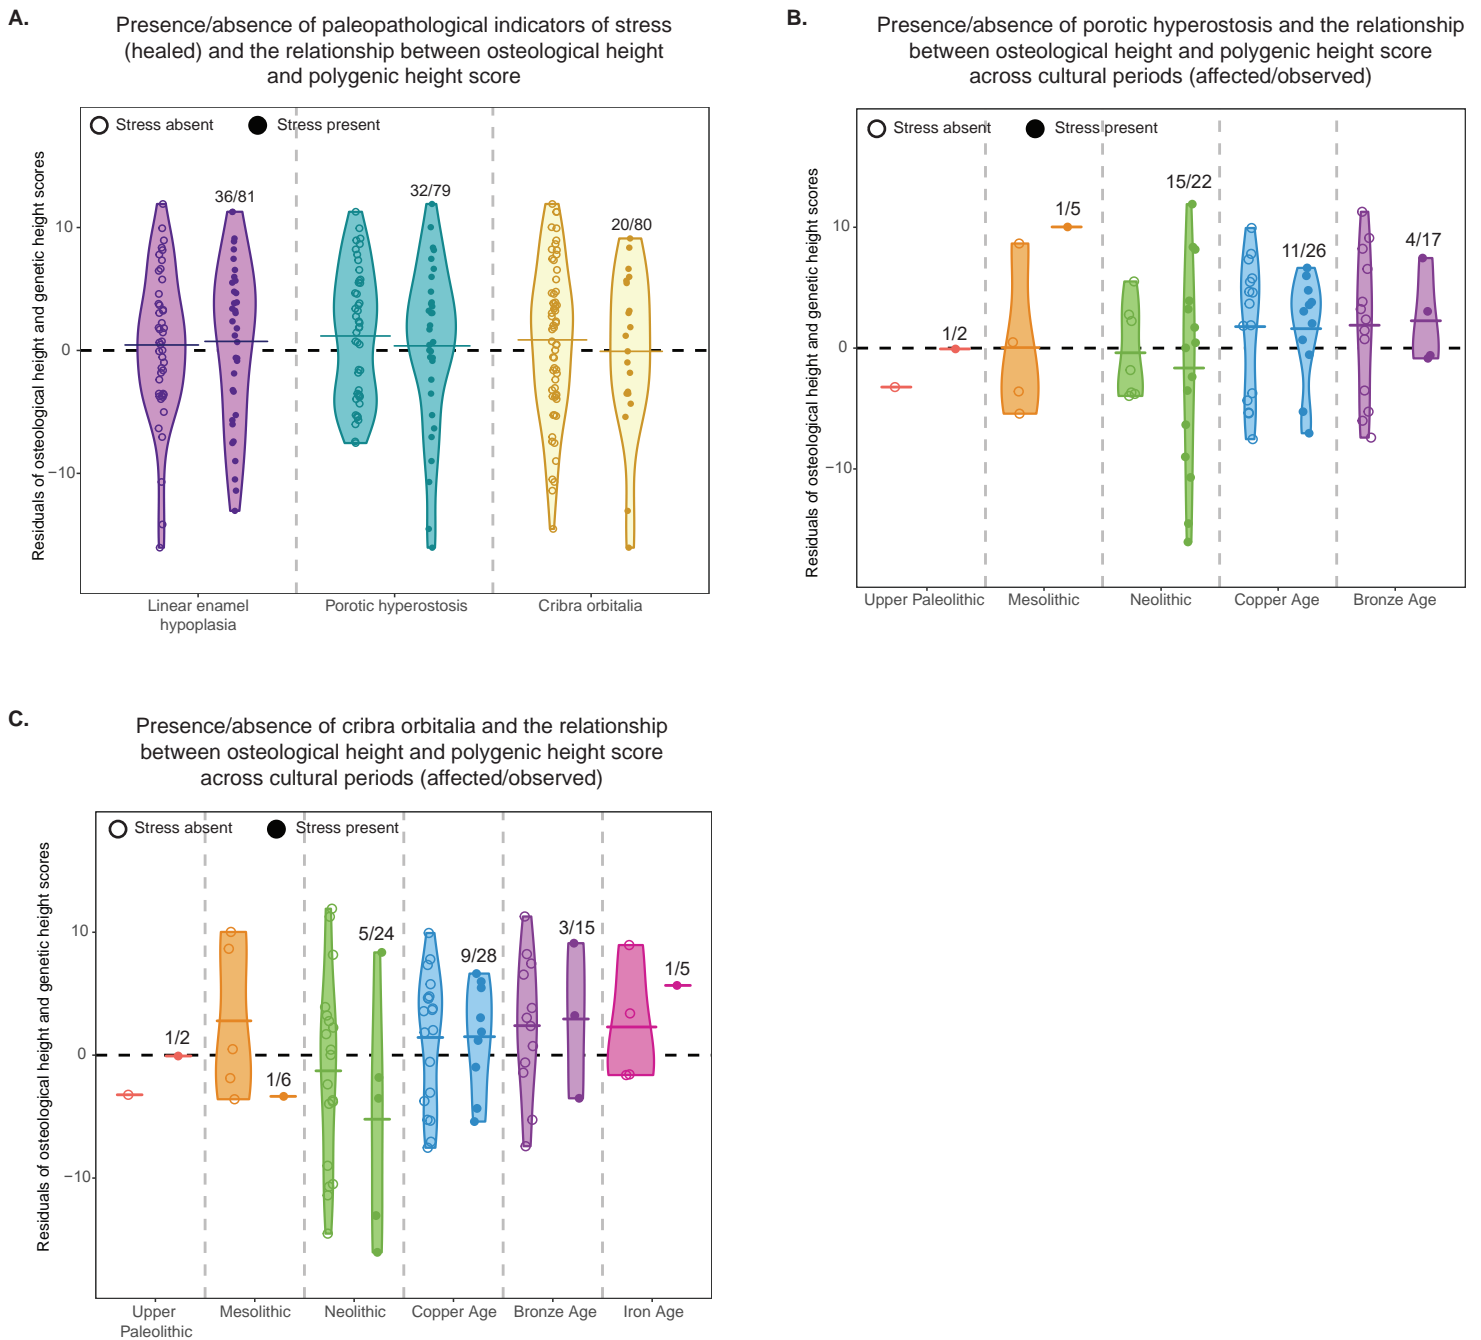 A.
Presence/absence of paleopathological indicators of stress
(healed) and the relationship between osteological height
and polygenic height score
Residuals of osteological height and genetic height scores
Stress absent
Stress present
10
0
−10
36/81
32/79
20/80
Linear enamel
hypoplasia
Porotic hyperostosis
Cribra orbitalia
B.
Presence/absence of porotic hyperostosis and the relationship
between osteological height and polygenic height score
across cultural periods (affected/observed)
Residuals of osteological height and genetic height scores
Stress absent
Stress present
10
0
−10
1/2
1/5
15/22
11/26
4/17
Upper Paleolithic
Mesolithic
Neolithic
Copper Age
Bronze Age
C.
Presence/absence of cribra orbitalia and the relationship
between osteological height and polygenic height score
across cultural periods (affected/observed)
Residuals of osteological height and genetic height scores
Stress absent
Stress present
10
0
−10
1/2
1/6
5/24
9/28
3/15
1/5
Upper
Paleolithic
Mesolithic
Neolithic
Copper Age
Bronze Age
Iron Age